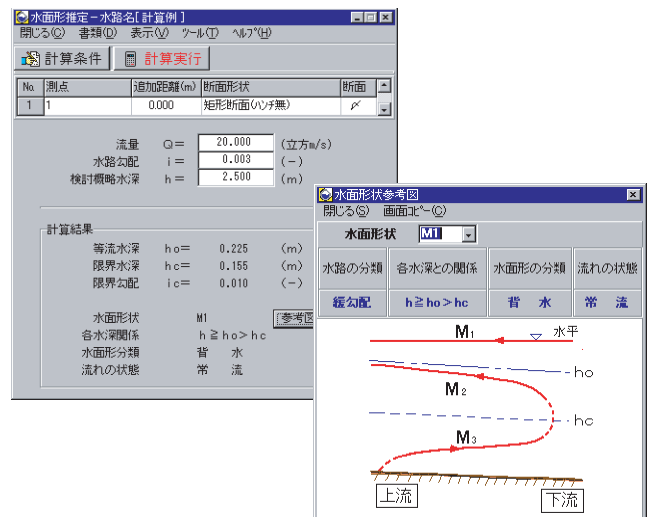 水面形推定－水路名[計算例]
閉じる(C) 書類(D) 表示(V) ツール(T) ヘルプ(H)
計算条件 計算実行
No. 測点 追加距離(m) 断面形状 断面
1 1 0.000 矩形断面(ハンチ無)
流量 Q＝ 20.000 (立方m/s)
水路勾配 i＝ 0.003 (－)
検討概略水深 h＝ 2.500 (m)
計算結果
等流水深 ho＝ 0.225 (m)
限界水深 hc＝ 0.155 (m)
限界勾配 ic＝ 0.010 (－)
水面形状 M1 参考図
各水深関係 h≧ho>hc
水面形分類 背 水
流れの状態 常 流
水面形状参考図
閉じる(S) 画面コピー(C)
水面形状 M1
水路の分類 各水深との関係 水面形の分類 流れの状態
緩勾配 h≧ho>hc 背 水 常 流
M1 水平
ho
M2
hc
M3
上流 下流